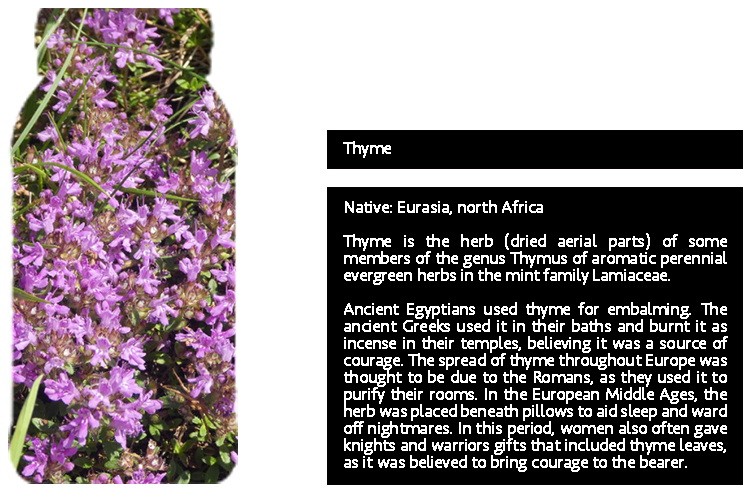 Thyme
Native: Eurasia, north Africa
Thyme is the herb (dried aerial parts) of some
members of the genus Thymus of aromatic perennial
evergreen herbs in the mint family Lamiaceae.
Ancient Egyptians used thyme for embalming. The
ancient Greeks used it in their baths and burnt it as
incense in their temples, believing it was a source of
courage. The spread of thyme throughout Europe was
thought to be due to the Romans, as they used it to
purify their rooms. In the European Middle Ages, the
herb was placed beneath pillows to aid sleep and ward
off nightmares. In this period, women also often gave
knights and warriors gifts that included thyme leaves,
as it was believed to bring courage to the bearer.